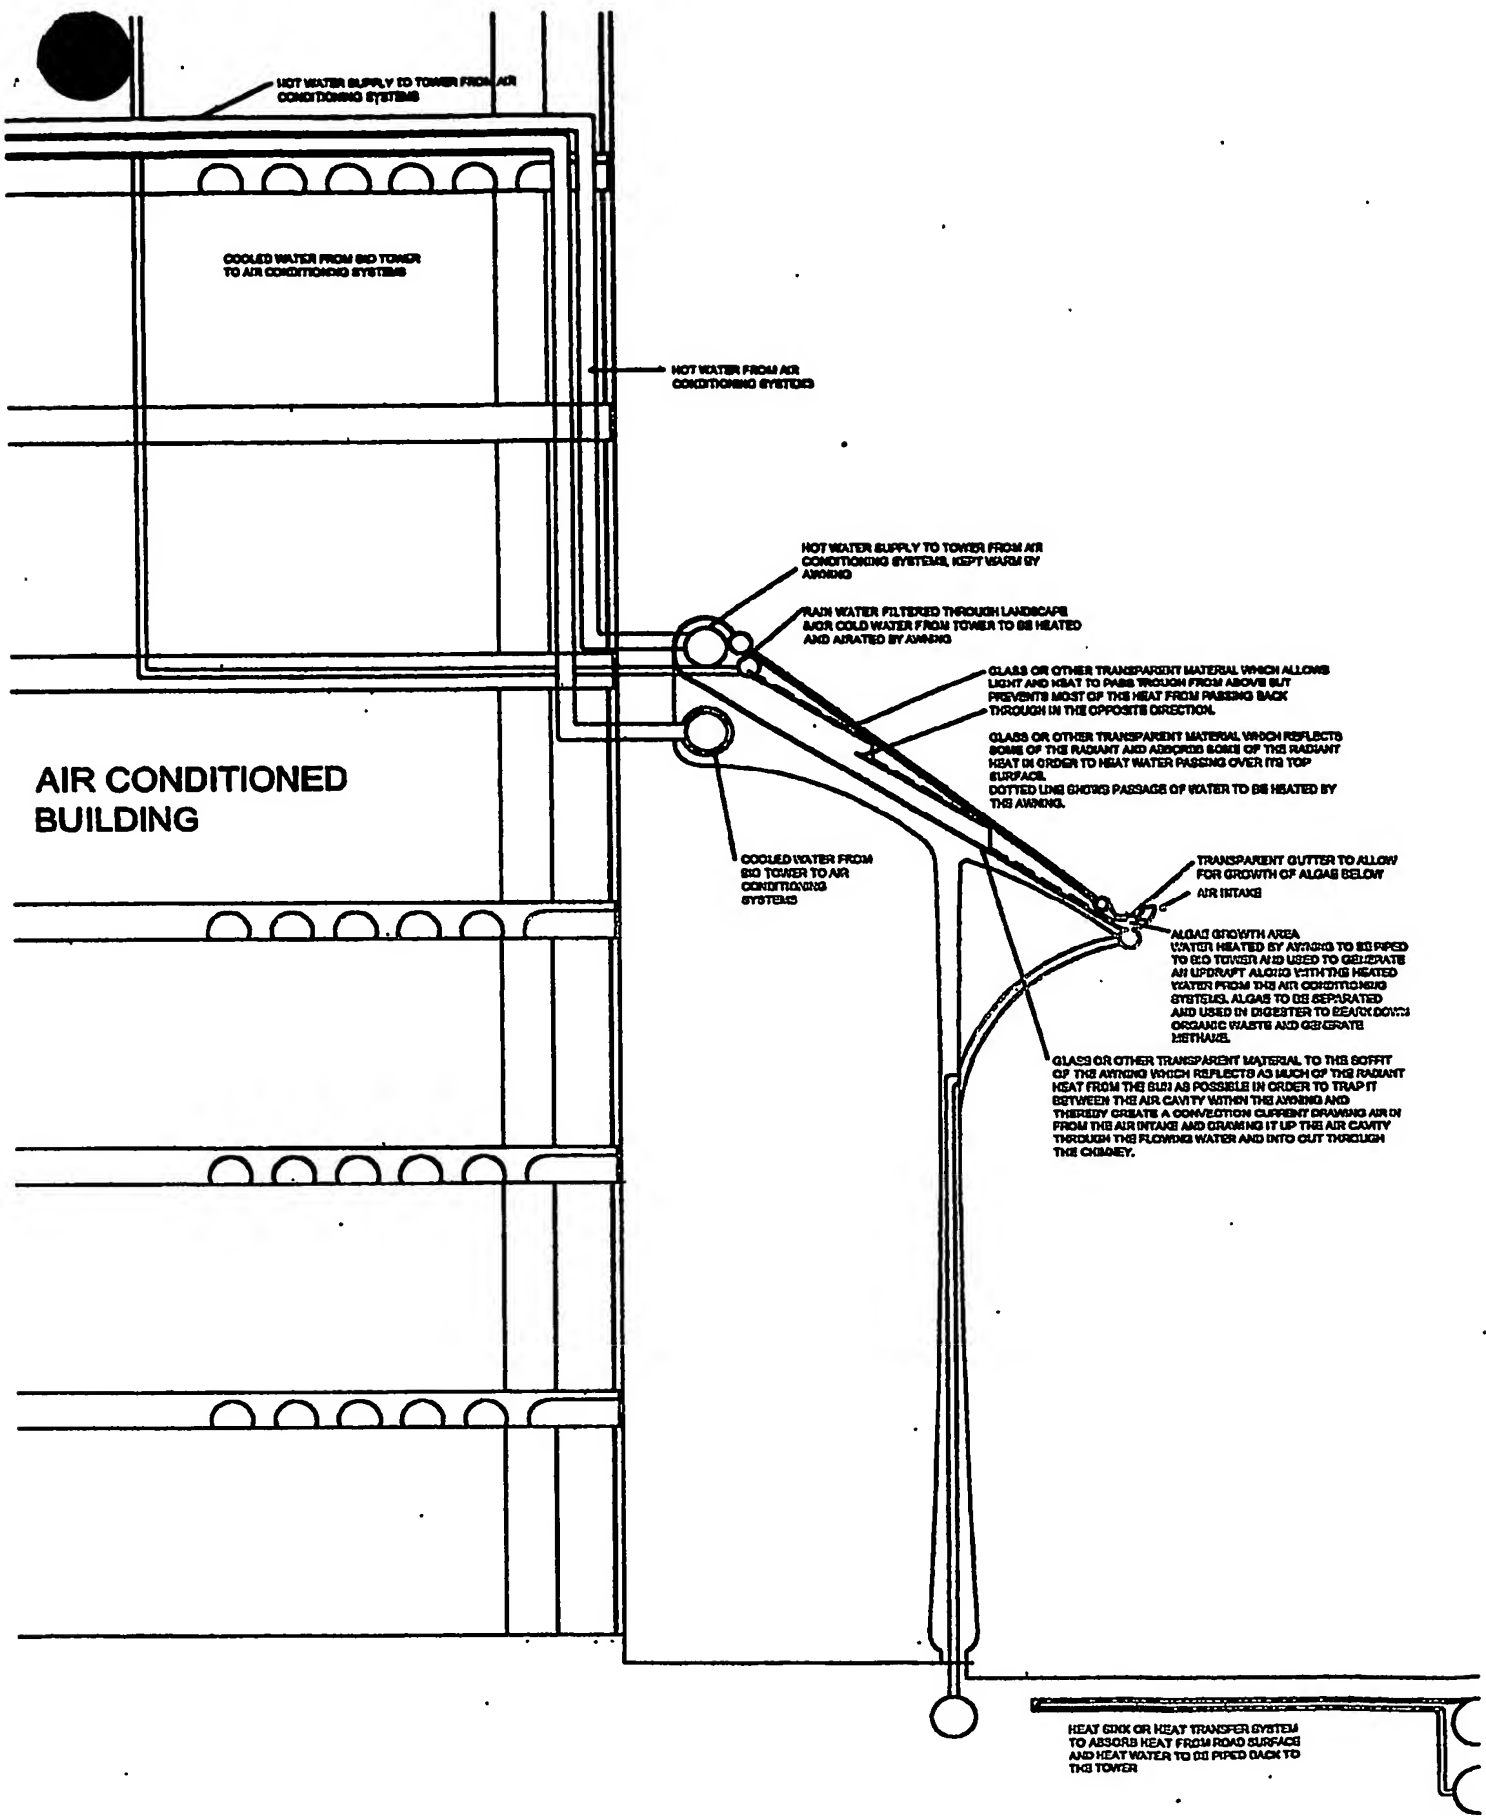 HOT WATER SUPPLY TO TOWER FROM AIR
CONDITIONING SYSTEMS
COOLED WATER FROM BIO TOWER
TO AIR CONDITIONING SYSTEMS
HOT WATER FROM AIR
CONDITIONING SYSTEMS
HOT WATER SUPPLY TO TOWER FROM AIR
CONDITIONING SYSTEMS, KEPT WARM BY
AWNING
RAIN WATER FILTERED THROUGH LANDSCAPE
&/OR COLD WATER FROM TOWER TO BE HEATED
AND AIRATED BY AWNING
GLASS OR OTHER TRANSPARENT MATERIAL WHICH ALLOWS
LIGHT AND HEAT TO PASS TROUGH FROM ABOVE BUT
PREVENTS MOST OF THE HEAT FROM PASSING BACK
THROUGH IN THE OPPOSITE DIRECTION.
GLASS OR OTHER TRANSPARENT MATERIAL WHICH REFLECTS
SOME OF THE RADIANT AND ABSORBS SOME OF THE RADIANT
HEAT IN ORDER TO HEAT WATER PASSING OVER ITS TOP
SURFACE.
DOTTED LINE SHOWS PASSAGE OF WATER TO BE HEATED BY
THE AWNING.
AIR CONDITIONED
BUILDING
COOLED WATER FROM
BIO TOWER TO AIR
CONDITIONING
SYSTEMS
TRANSPARENT GUTTER TO ALLOW
FOR GROWTH OF ALGAE BELOW
AIR INTAKE
ALGAE GROWTH AREA
WATER HEATED BY AWNING TO BE PIPED
TO BIO TOWER AND USED TO GENERATE
AN UPDRAFT ALONG WITH THE HEATED
WATER FROM THE AIR CONDITIONING
SYSTEMS. ALGAE TO BE SEPARATED
AND USED IN DIGESTER TO BEARK DOWN
ORGANIC WASTE AND GENERATE
METHANE.
GLASS OR OTHER TRANSPARENT MATERIAL TO THE SOFFIT
OF THE AWNING WHICH REFLECTS AS MUCH OF THE RADIANT
HEAT FROM THE SUN AS POSSIBLE IN ORDER TO TRAP IT
BETWEEN THE AIR CAVITY WITHIN THE AWNING AND
THEREBY CREATE A CONVECTION CURRENT DRAWING AIR IN
FROM THE AIR INTAKE AND DRAWING IT UP THE AIR CAVITY
THROUGH THE FLOWING WATER AND INTO OUT THROUGH
THE CHIMNEY.
HEAT SINK OR HEAT TRANSFER SYSTEM
TO ABSORB HEAT FROM ROAD SURFACE
AND HEAT WATER TO BE PIPED BACK TO
THE TOWER